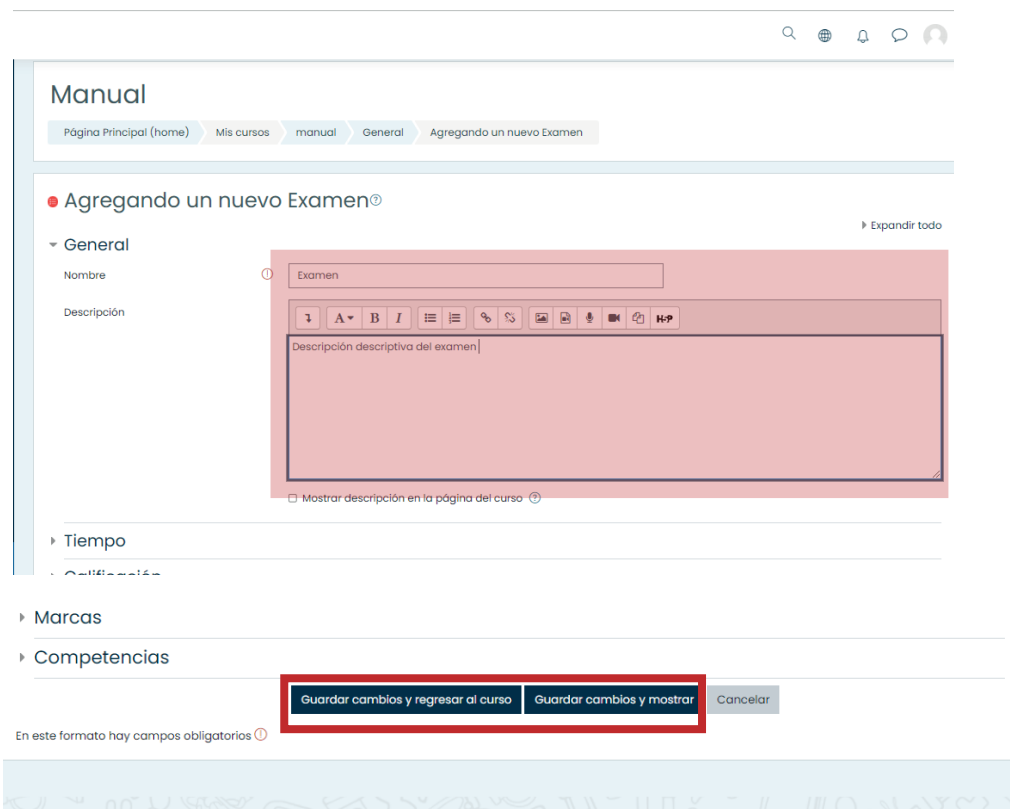 Manual
Página Principal (home) Mis cursos manual General Agregando un nuevo Examen
Agregando un nuevo Examen
Expandir todo
General
Nombre
Examen
Descripción
A B I H-P
Descripción descriptiva del examen
Mostrar descripción en la página del curso
Tiempo
Calificación
Marcas
Competencias
Guardar cambios y regresar al curso Guardar cambios y mostrar Cancelar
En este formato hay campos obligatorios